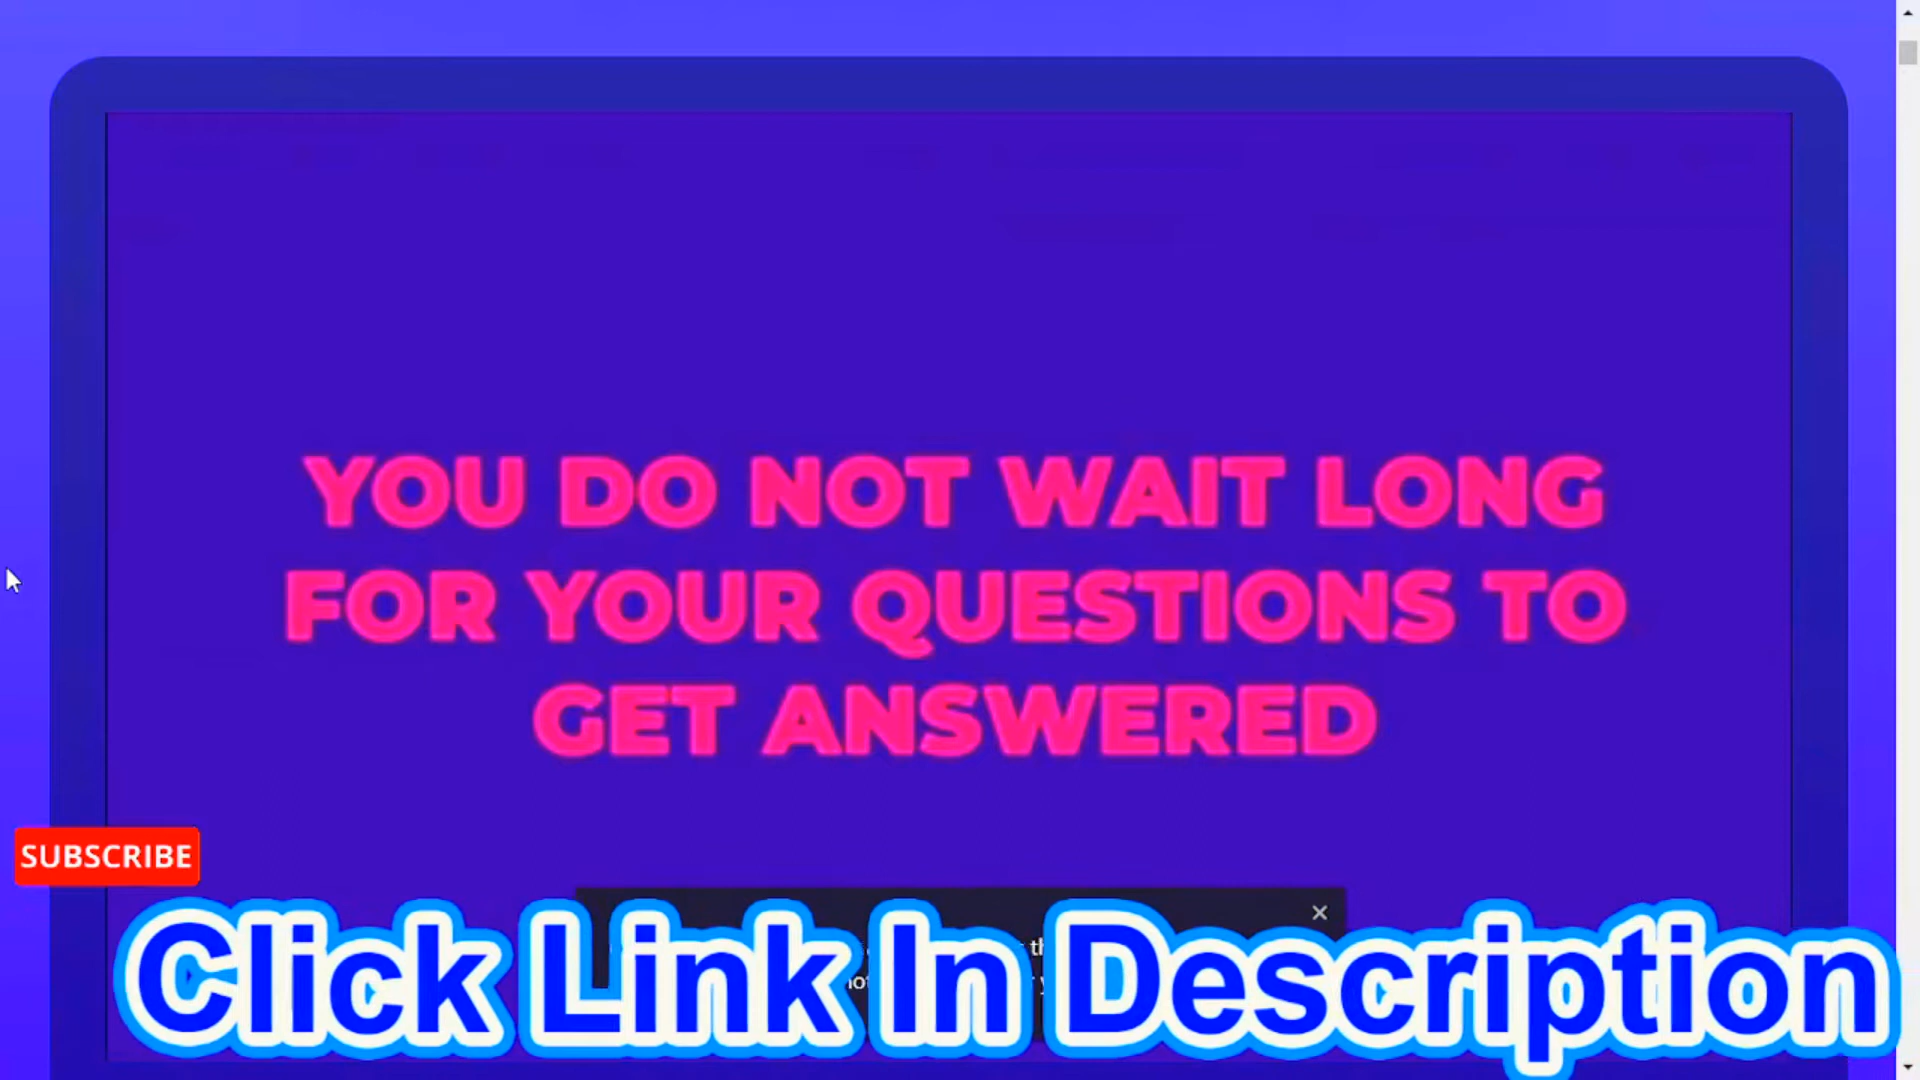 YOU DO NOT WAIT LONG
FOR YOUR QUESTIONS TO
GET ANSWERED
SUBSCRIBE
Click Link In Description